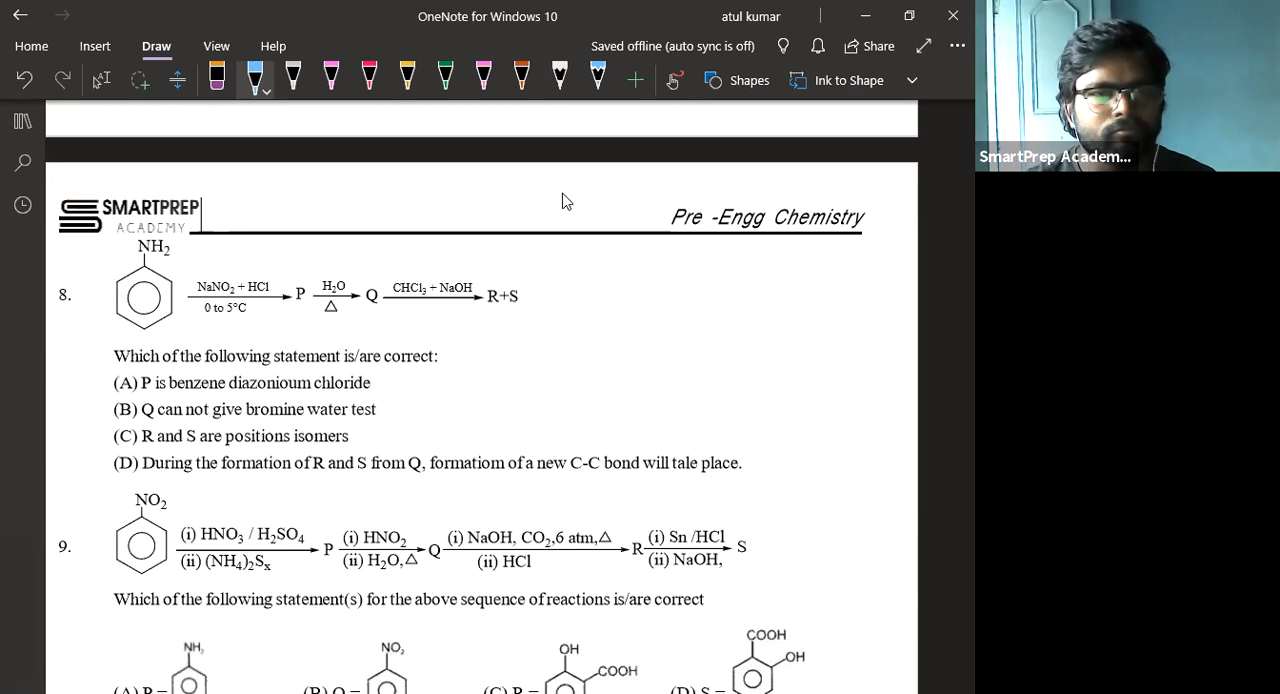 OneNote for Windows 10
atul kumar
Home Insert Draw View Help
Saved offline (auto sync is off)
Share
Shapes
Ink to Shape
SmartPrep Academ...
SMARTPREP
ACADEMY
Pre -Engg Chemistry
NH2
8. NaNO2 + HCl 0 to 5°C P H2O △ Q CHCl3 + NaOH R+S
Which of the following statement is/are correct:
(A) P is benzene diazonioum chloride
(B) Q can not give bromine water test
(C) R and S are positions isomers
(D) During the formation of R and S from Q, formatiom of a new C-C bond will tale place.
NO2
9. (i) HNO3 / H2SO4 (ii) (NH4)2Sx P (i) HNO2 (ii) H2O,△ Q (i) NaOH, CO2,6 atm,△ (ii) HCl R (i) Sn /HCl (ii) NaOH, S
Which of the following statement(s) for the above sequence of reactions is/are correct
NH2 NO2 OH COOH COOH OH
(A) P = (B) Q = (C) R = (D) S =